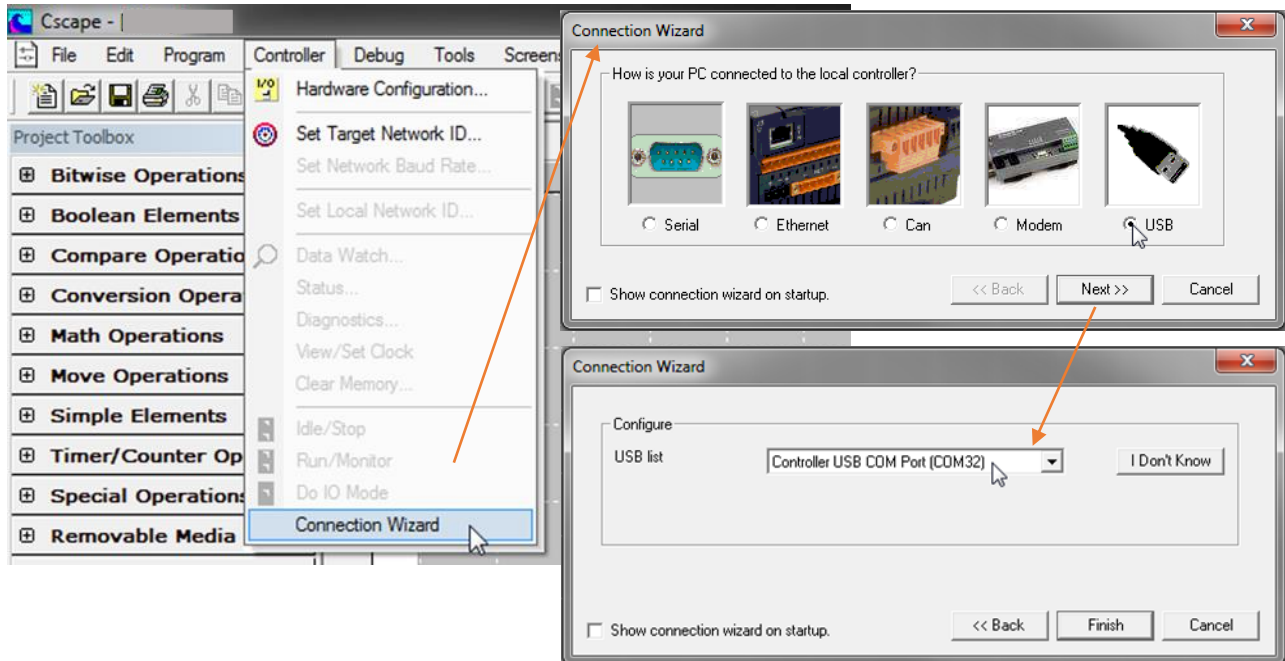 Cscape - [
File Edit Program Controller Debug Tools Screens
Project Toolbox
Bitwise Operations
Boolean Elements
Compare Operatio
Conversion Opera
Math Operations
Move Operations
Simple Elements
Timer/Counter Op
Special Operations
Removable Media
I/O Hardware Configuration...
Set Target Network ID...
Set Network Baud Rate...
Set Local Network ID...
Data Watch...
Status...
Diagnostics...
View/Set Clock
Clear Memory...
Idle/Stop
Run/Monitor
Do IO Mode
Connection Wizard
Connection Wizard
How is your PC connected to the local controller?
Serial Ethernet Can Modem USB
Show connection wizard on startup.
<< Back Next >> Cancel
Connection Wizard
Configure
USB list Controller USB COM Port (COM32) I Don't Know
Show connection wizard on startup.
<< Back Finish Cancel